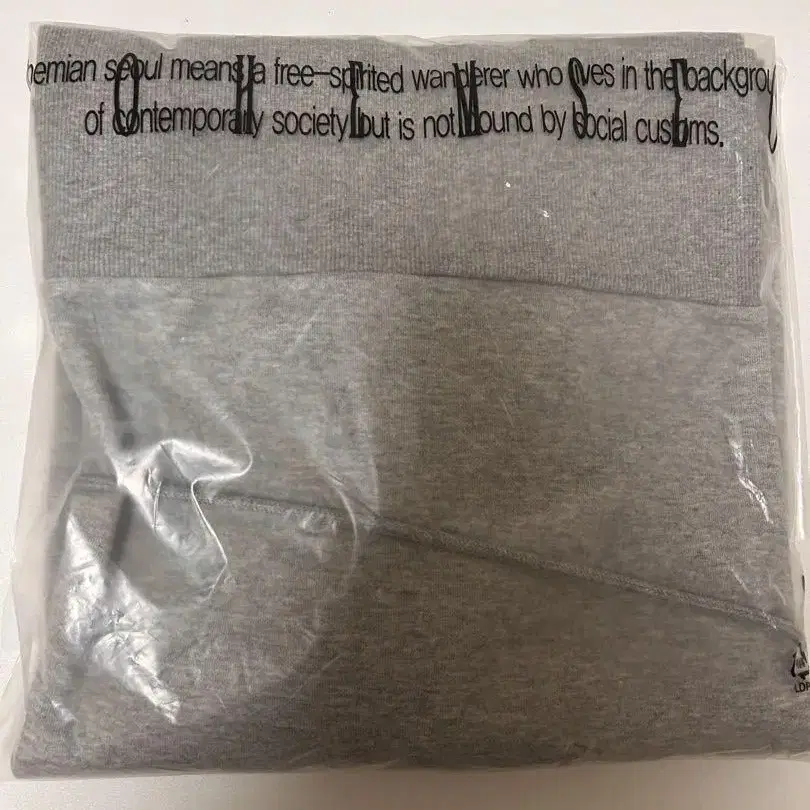 hemian seoul means a free-spirited wanderer who lives in the backgrou
of contemporary society but is not bound by social customs.
O H E M S E